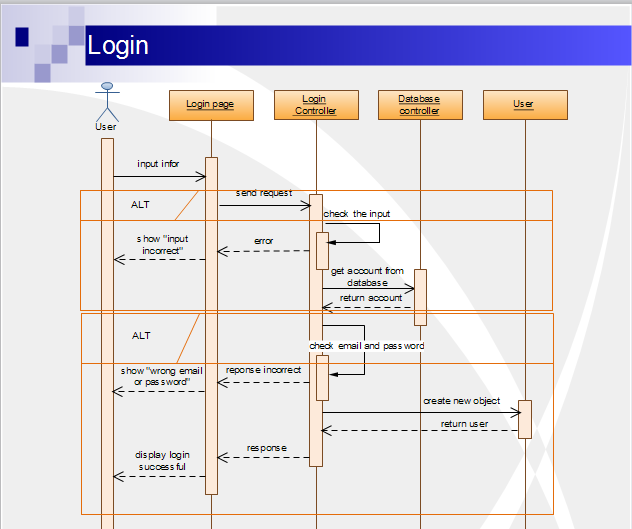 Login
Login page
Login
Controller
Database
controller
User
User
input infor
send request
ALT
check the input
show "input
incorrect"
error
get account from
database
return account
ALT
check email and password
show "wrong email
or password"
reponse incorrect
create new object
return user
response
display login
successful